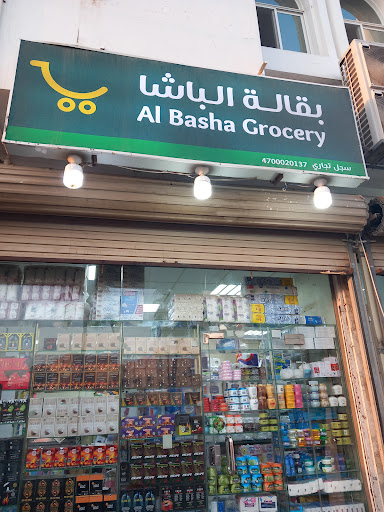 بقالة الباشا
Al Basha Grocery
سجل تجاري 4700020137